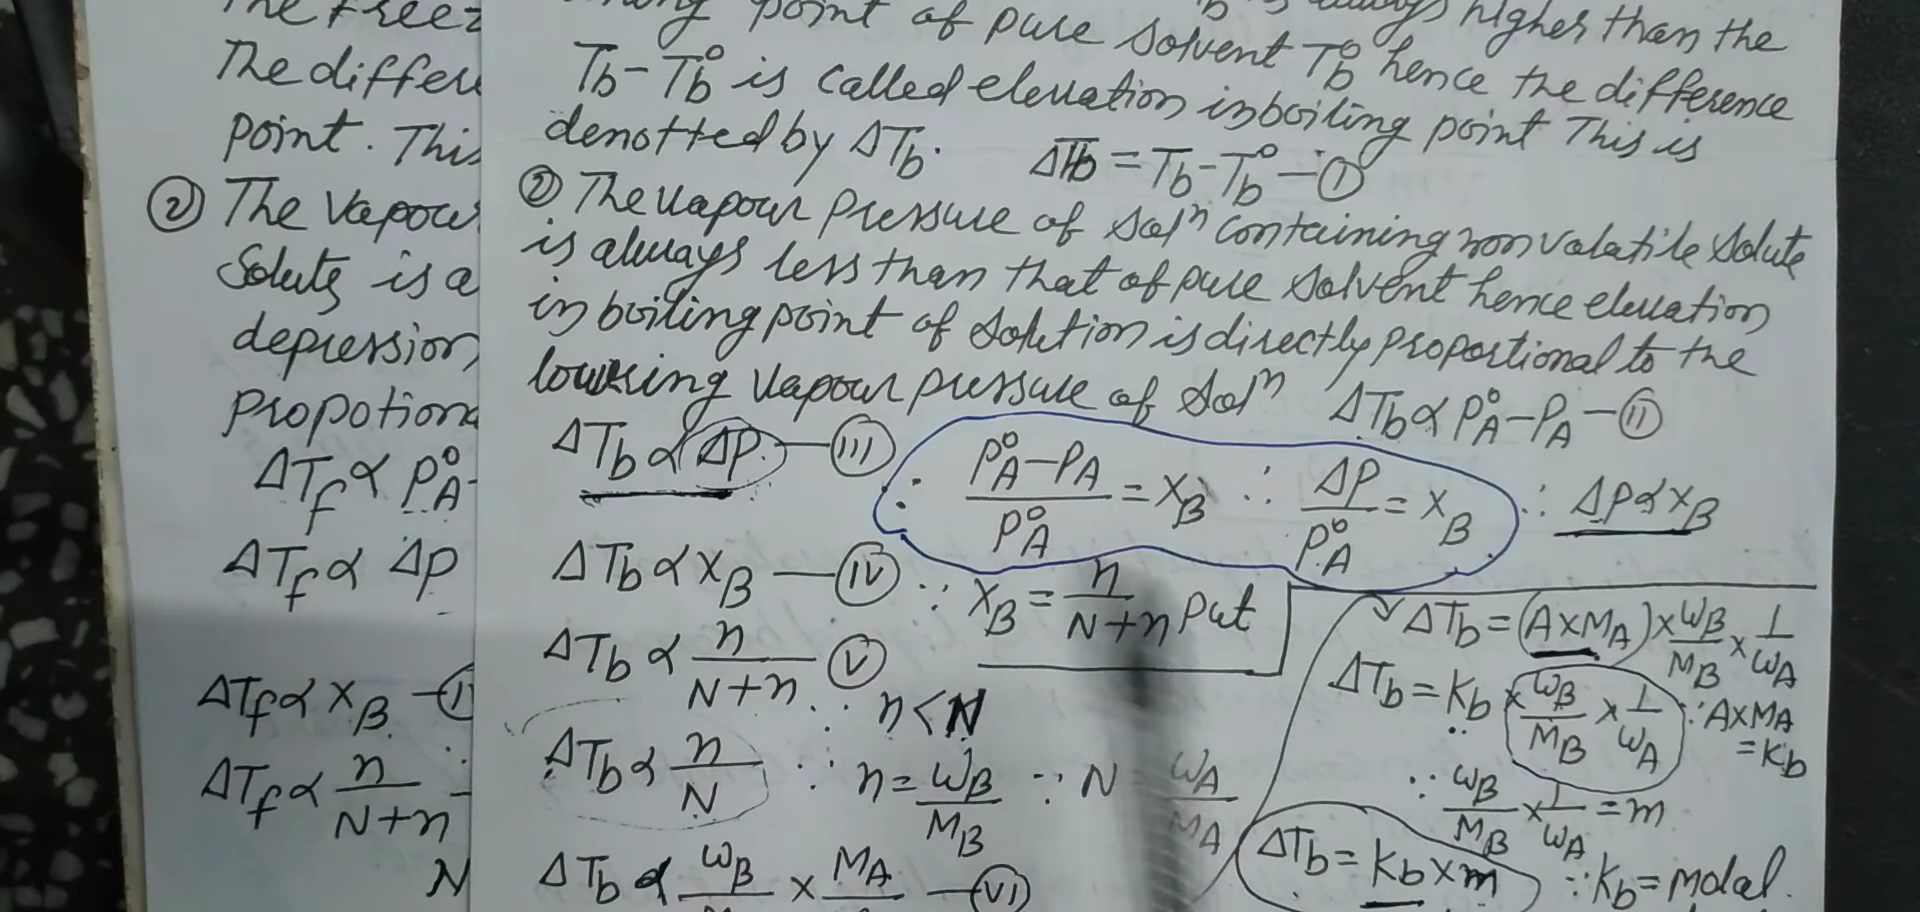 The freez
The differe
point. This
② The Vapour
Solute is a
depression
propotiona
ΔTf ∝ P°A-
ΔTf ∝ ΔP
ΔTf ∝ XB —
ΔTf ∝ n/N+n
N
point of pure solvent is always higher than the
Tb-T°b is called elevation in boiling point This is
solvent T°b hence the difference
denotted by ΔTb. ΔTb = Tb-T°b — ①
② The vapour pressure of solⁿ containing non volatile solute
is always less than that of pure solvent hence elevation
in boiling point of solution is directly proportional to the
lowering vapour pressure of solⁿ ΔTb ∝ P°A-PA — ⑪
ΔTb ∝ ΔP. — III
∵ P°A-PA/P°A = XB ∴ ΔP/P°A = XB ∴ ΔP ∝ XB
ΔTb ∝ XB — IV ∵ XB = n/N+n Put
ΔTb ∝ n/N+n V
∵ n<N
ΔTb ∝ n/N ∵ n = WB/MB ∵ N WA/MA
ΔTb ∝ WB × MA — VI
ΔTb = (A×MA) × WB/MB × 1/WA
ΔTb = Kb × WB/MB × 1/WA ∵ A×MA
= Kb
∵ WB/MB × 1/WA = m
ΔTb = Kb × m ∵ Kb = molal.